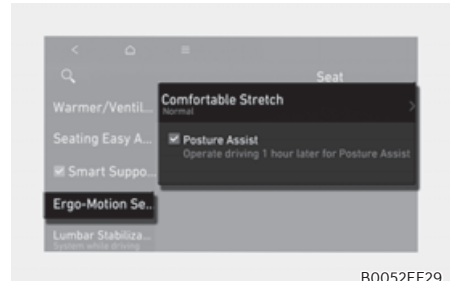 Seat
Warmer/Ventil...
Seating Easy A...
Smart Suppo...
Ergo-Motion Se..
Lumbar Stabiliza...
System while driving
Comfortable Stretch
Normal
Posture Assist
Operate driving 1 hour later for Posture Assist
B0052EE29